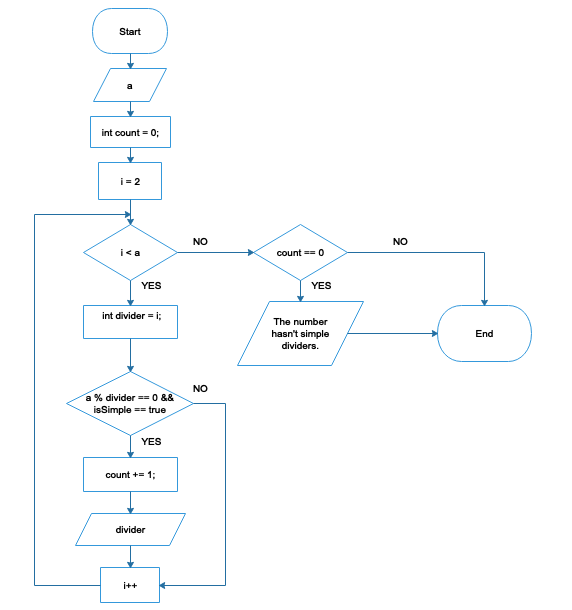 Start
a
int count = 0;
i = 2
i < a
NO
count == 0
NO
YES
YES
int divider = i;
The number
hasn't simple
dividers.
End
a % divider == 0 &&
isSimple == true
NO
YES
count += 1;
divider
i++